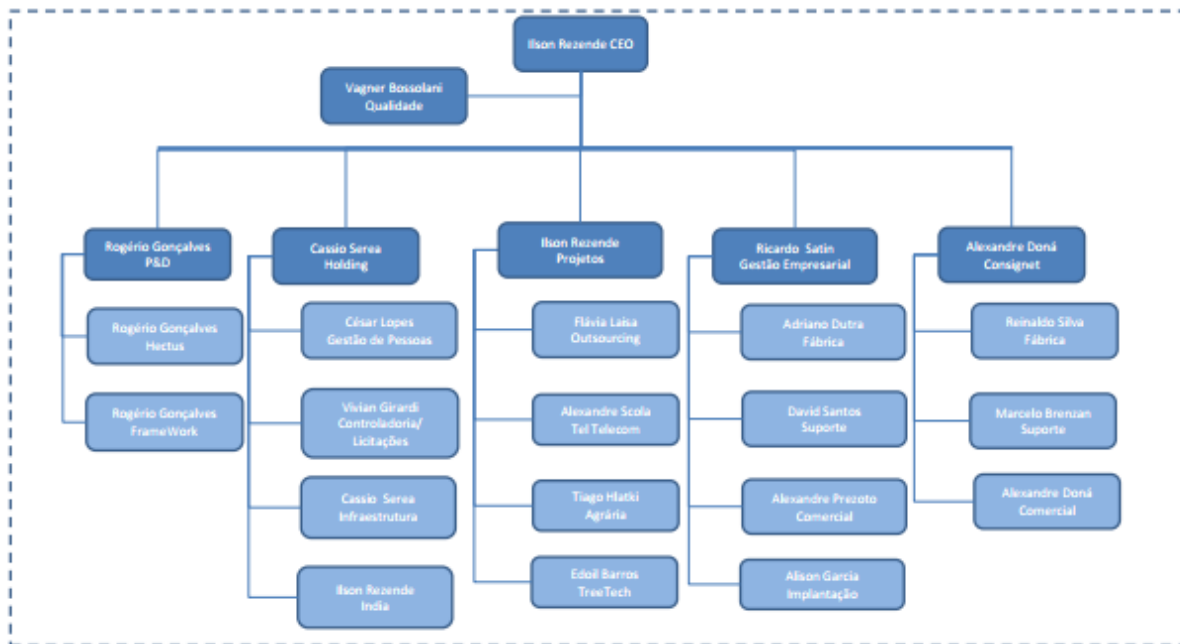 Ilson Rezende CEO
Vagner Bossolani
Qualidade
Rogério Gonçalves
P&D
Cassio Serea
Holding
Ilson Rezende
Projetos
Ricardo Satin
Gestão Empresarial
Alexandre Doná
Consignet
Rogério Gonçalves
Hectus
César Lopes
Gestão de Pessoas
Flávia Laisa
Outsourcing
Adriano Dutra
Fábrica
Reinaldo Silva
Fábrica
Rogério Gonçalves
FrameWork
Vivian Girardi
Controladoria/
Licitações
Alexandre Scola
Tel Telecom
David Santos
Suporte
Marcelo Brenzan
Suporte
Cassio Serea
Infraestrutura
Tiago Hlatki
Agrária
Alexandre Prezoto
Comercial
Alexandre Doná
Comercial
Ilson Rezende
India
Edoil Barros
TreeTech
Alison Garcia
Implantação